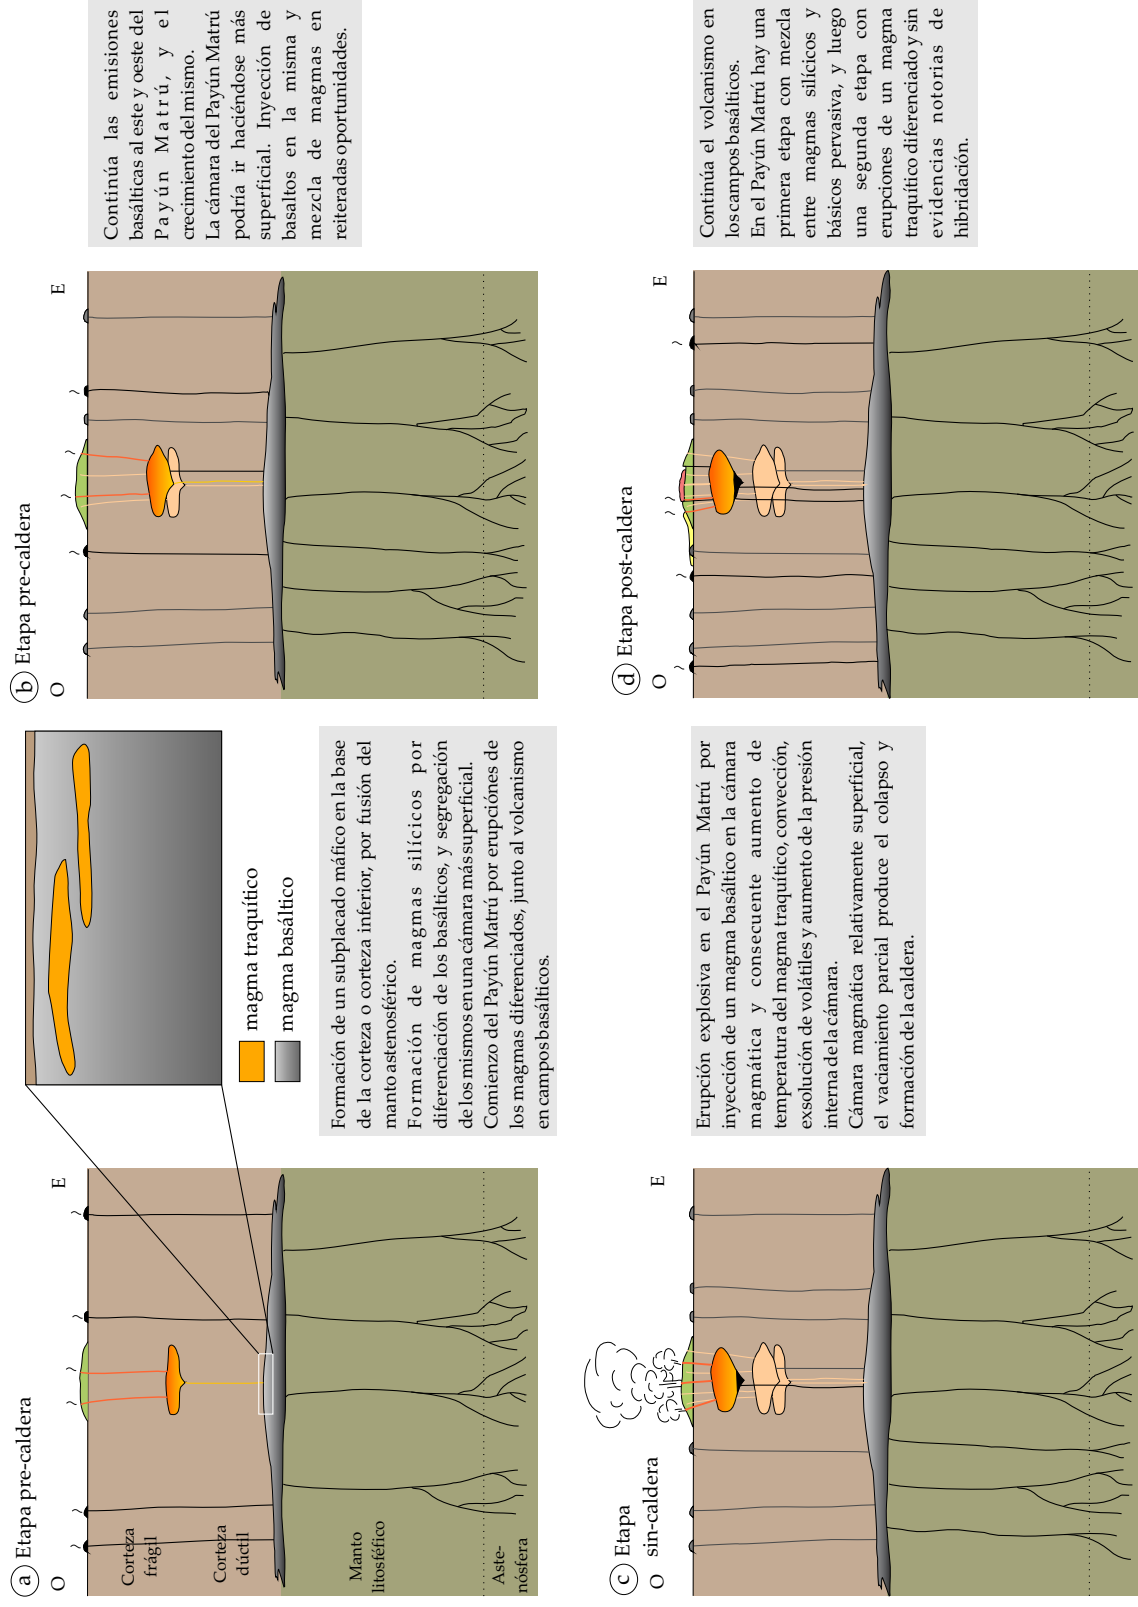 a Etapa pre-caldera
O
E
Corteza
frágil
Corteza
dúctil
Manto
litosféfico
Aste-
nósfera
magma traquítico
magma basáltico
Formación de un subplacado máfico en la base
de la corteza o corteza inferior, por fusión del
manto astenosférico.
Formación de magmas silícicos por
diferenciación de los basálticos, y segregación
de los mismos en una cámara más superficial.
Comienzo del Payún Matrú por erupciónes de
los magmas diferenciados, junto al volcanismo
en campos basálticos.
b Etapa pre-caldera
O
E
Continúa las emisiones
basálticas al este y oeste del
Payún Matrú, y el
crecimiento del mismo.
La cámara del Payún Matrú
podría ir haciéndose más
superficial. Inyección de
basaltos en la misma y
mezcla de magmas en
reiteradas oportunidades.
c Etapa
sin-caldera
O
E
Erupción explosiva en el Payún Matrú por
inyección de un magma basáltico en la cámara
magmática y consecuente aumento de
temperatura del magma traquítico, convección,
exsolución de volátiles y aumento de la presión
interna de la cámara.
Cámara magmática relativamente superficial,
el vaciamiento parcial produce el colapso y
formación de la caldera.
d Etapa post-caldera
O
E
Continúa el volcanismo en
los campos basálticos.
En el Payún Matrú hay una
primera etapa con mezcla
entre magmas silícicos y
básicos pervasiva, y luego
una segunda etapa con
erupciones de un magma
traquítico diferenciado y sin
evidencias notorias de
hibridación.